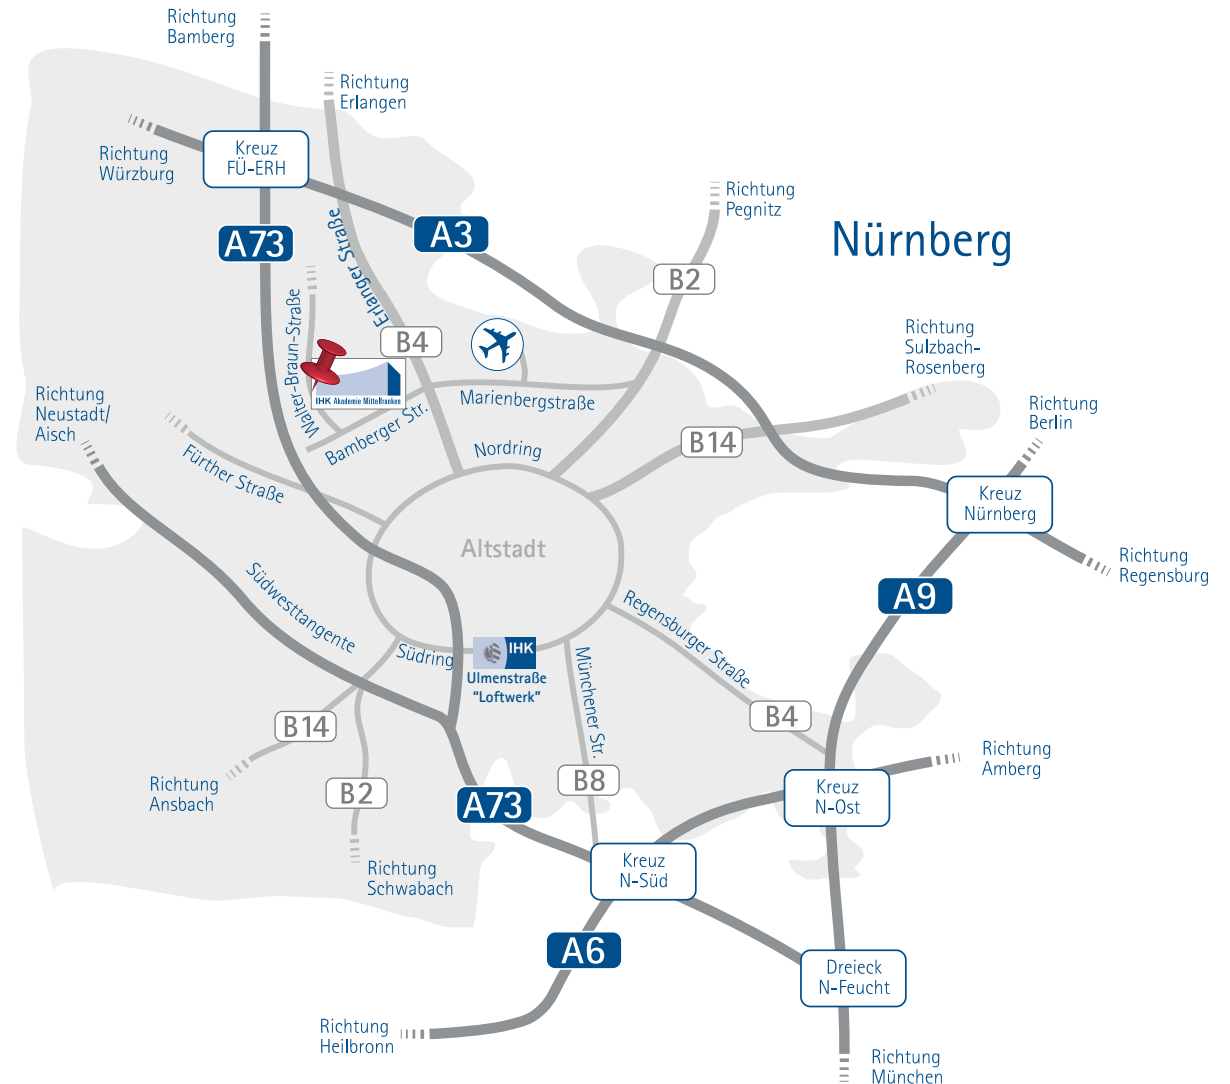 Richtung
Bamberg
Richtung
Erlangen
Kreuz
FÜ-ERH
Richtung
Würzburg
Richtung
Pegnitz
A73
A3
Nürnberg
Erlanger Straße
B2
Walter-Braun-Straße
B4
Richtung
Sulzbach-
Rosenberg
IHK Akademie Mittelfranken
Marienbergstraße
Richtung
Neustadt/
Aisch
Bamberger Str.
Nordring
B14
Richtung
Berlin
Fürther Straße
Kreuz
Nürnberg
Altstadt
Richtung
Regensburg
A9
Südwesttangente
Regensburger Straße
Südring
IHK
Ulmenstraße
"Loftwerk"
Münchener Str.
B14
B4
Richtung
Ansbach
B2
A73
B8
Kreuz
N-Ost
Richtung
Amberg
Richtung
Schwabach
Kreuz
N-Süd
A6
Dreieck
N-Feucht
Richtung
Heilbronn
Richtung
München